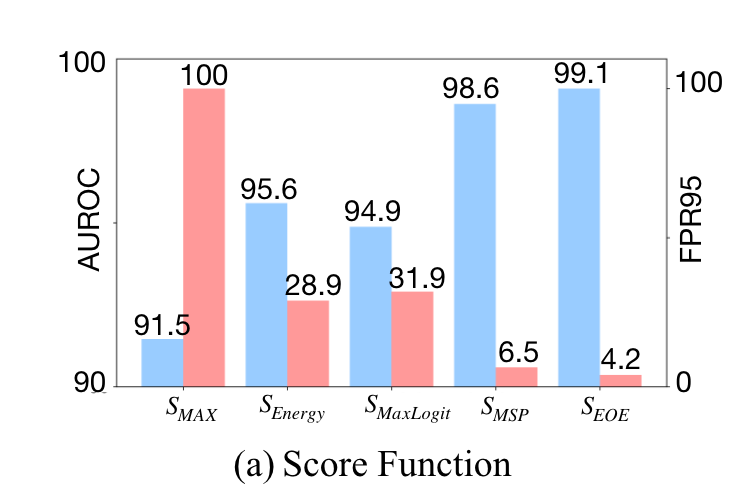 100
100
99.1
98.6
100
95.6
94.9
AUROC
FPR95
28.9
31.9
91.5
6.5
4.2
90
0
S_MAX
S_Energy
S_MaxLogit
S_MSP
S_EOE
(a) Score Function